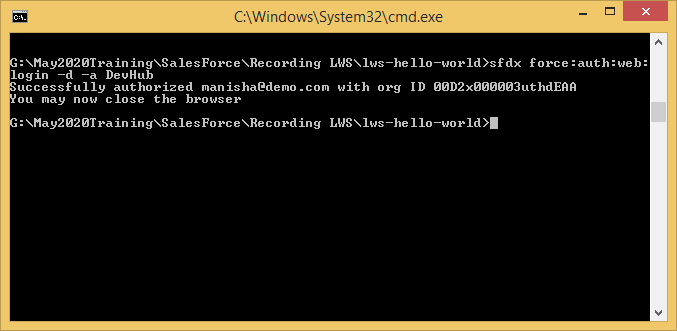 C:\Windows\System32\cmd.exe
G:\May2020Training\SalesForce\Recording LWS\lws-hello-world>sfdx force:auth:web:
login -d -a DevHub
Successfully authorized manisha@demo.com with org ID 00D2x000003uthdEAA
You may now close the browser
G:\May2020Training\SalesForce\Recording LWS\lws-hello-world>